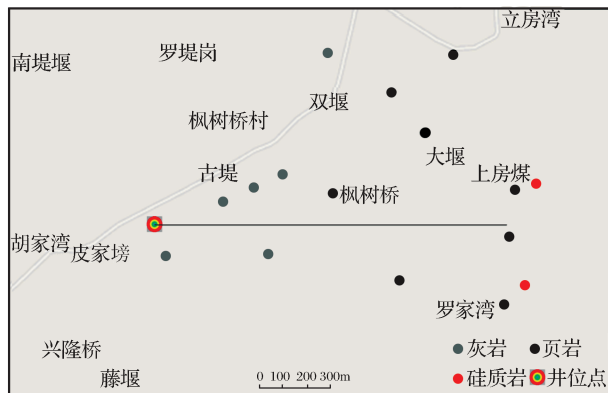 立房湾
罗堤岗
南堤堰
双堰
枫树桥村
大堰
古堤
上房煤
枫树桥
胡家湾
皮家塝
罗家湾
兴隆桥
灰岩
页岩
藤堰
0 100 200 300m
硅质岩
井位点